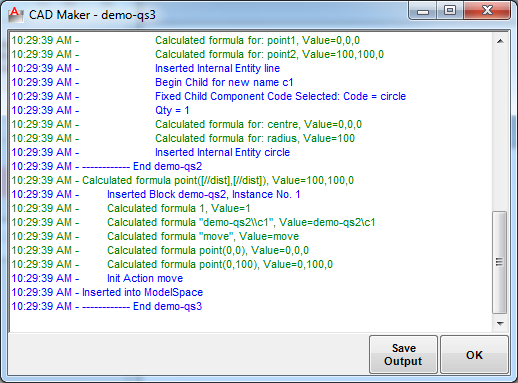 CAD Maker - demo-qs3
10:29:39 AM - Calculated formula for: point1, Value=0,0,0
10:29:39 AM - Calculated formula for: point2, Value=100,100,0
10:29:39 AM - Inserted Internal Entity line
10:29:39 AM - Begin Child for new name c1
10:29:39 AM - Fixed Child Component Code Selected: Code = circle
10:29:39 AM - Qty = 1
10:29:39 AM - Calculated formula for: centre, Value=0,0,0
10:29:39 AM - Calculated formula for: radius, Value=100
10:29:39 AM - Inserted Internal Entity circle
10:29:39 AM - ------------ End demo-qs2
10:29:39 AM - Calculated formula point([//dist],[//dist]), Value=100,100,0
10:29:39 AM - Inserted Block demo-qs2, Instance No. 1
10:29:39 AM - Calculated formula 1, Value=1
10:29:39 AM - Calculated formula "demo-qs2\\c1", Value=demo-qs2\c1
10:29:39 AM - Calculated formula "move", Value=move
10:29:39 AM - Calculated formula point(0,0), Value=0,0,0
10:29:39 AM - Calculated formula point(0,100), Value=0,100,0
10:29:39 AM - Init Action move
10:29:39 AM - Inserted into ModelSpace
10:29:39 AM - ------------ End demo-qs3
Save
Output
OK